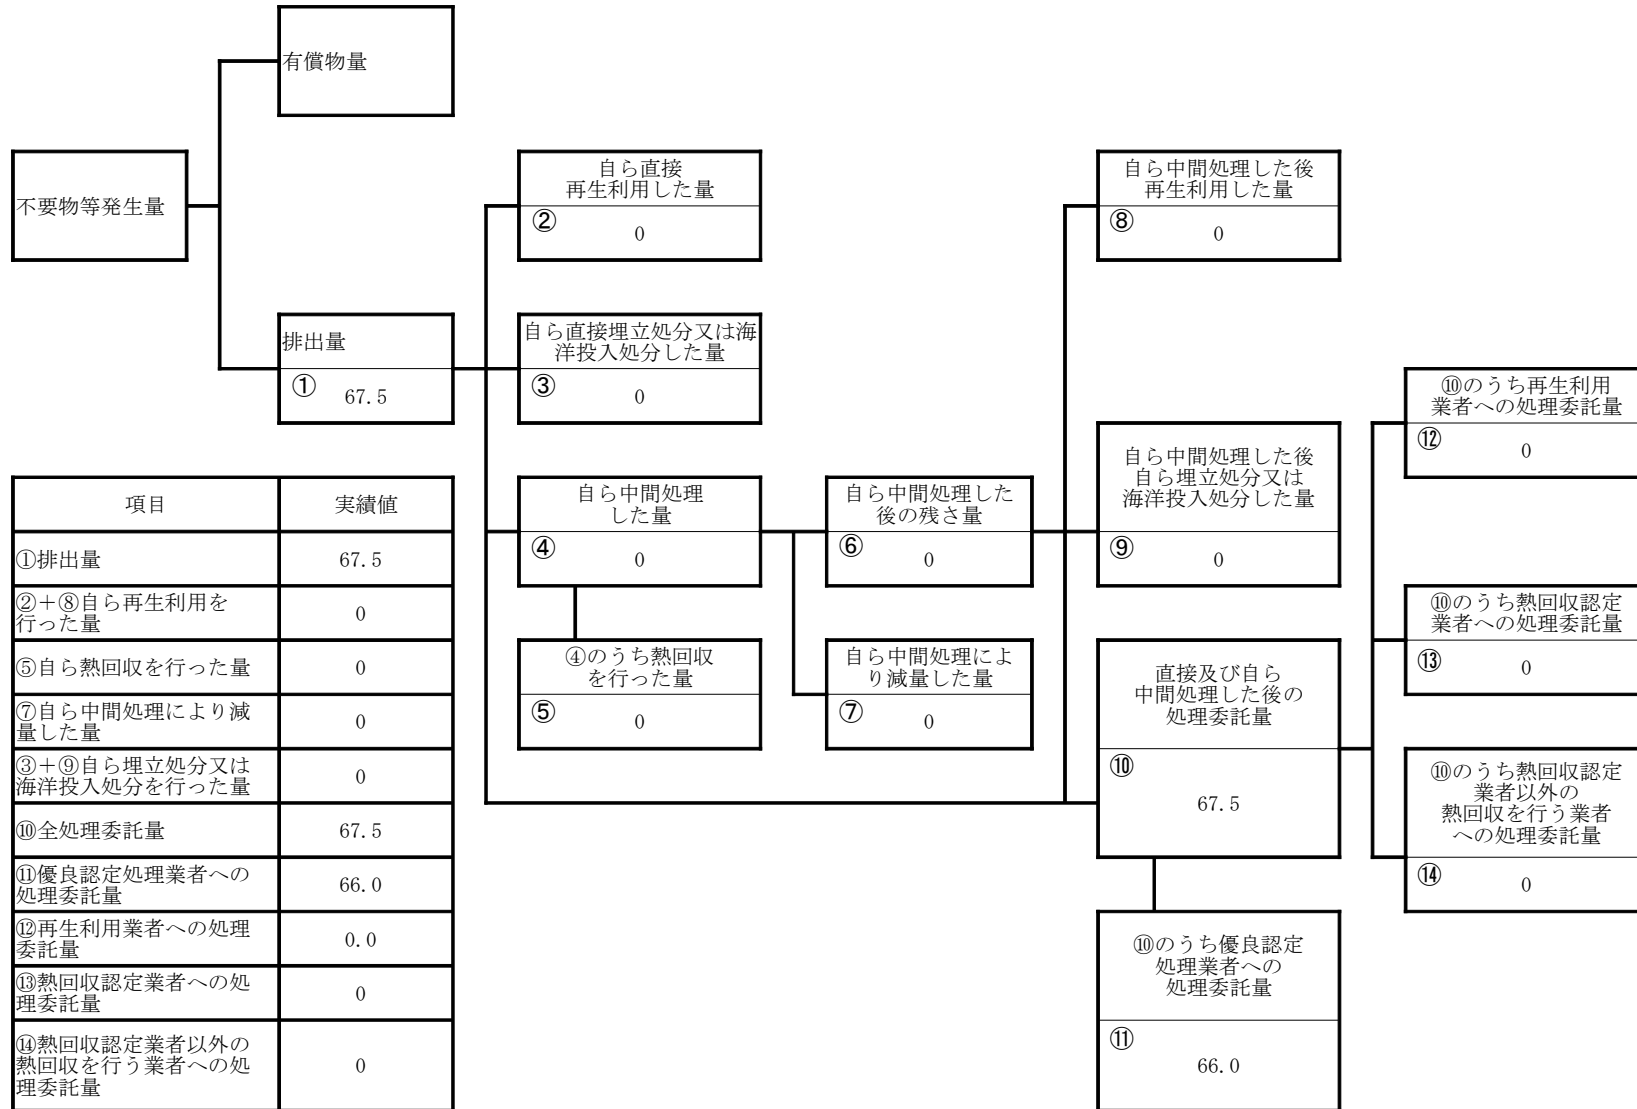 有償物量
不要物等発生量
排出量
① 67.5
自ら直接
再生利用した量
② 0
自ら直接埋立処分又は海
洋投入処分した量
③ 0
自ら中間処理
した量
④ 0
④のうち熱回収
を行った量
⑤ 0
自ら中間処理した
後の残さ量
⑥ 0
自ら中間処理によ
り減量した量
⑦ 0
自ら中間処理した後
再生利用した量
⑧ 0
自ら中間処理した後
自ら埋立処分又は
海洋投入処分した量
⑨ 0
直接及び自ら
中間処理した後の
処理委託量
⑩
67.5
⑩のうち優良認定
処理業者への
処理委託量
⑪
66.0
⑩のうち再生利用
業者への処理委託量
⑫ 0
⑩のうち熱回収認定
業者への処理委託量
⑬ 0
⑩のうち熱回収認定
業者以外の
熱回収を行う業者
への処理委託量
⑭ 0
項目 実績値
①排出量 67.5
②＋⑧自ら再生利用を
行った量 0
⑤自ら熱回収を行った量 0
⑦自ら中間処理により減
量した量 0
③＋⑨自ら埋立処分又は
海洋投入処分を行った量 0
⑩全処理委託量 67.5
⑪優良認定処理業者への
処理委託量 66.0
⑫再生利用業者への処理
委託量 0.0
⑬熱回収認定業者への処
理委託量 0
⑭熱回収認定業者以外の
熱回収を行う業者への処
理委託量 0